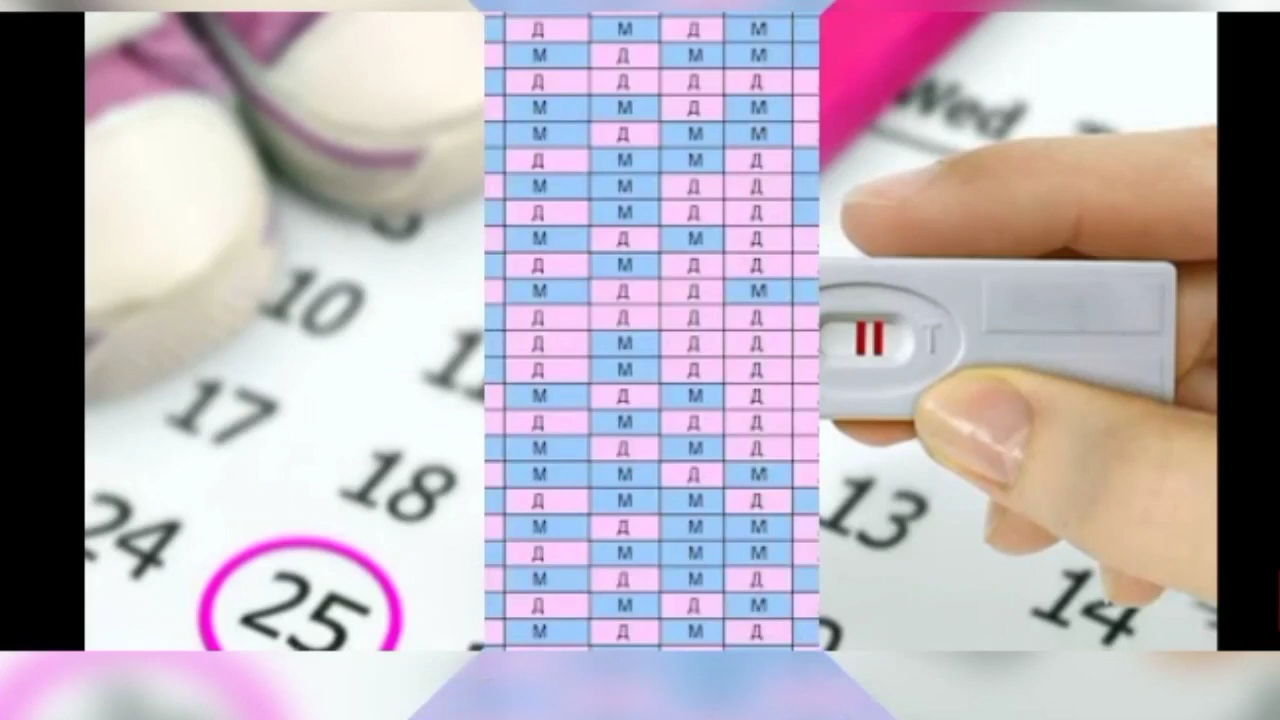 10
17 18
24 25
Д М Д М
М Д М М
Д Д Д Д
М М Д М
М Д М М
Д М М Д
М М Д Д
Д М Д Д
М Д М Д
Д М Д Д
М Д Д М
Д Д Д Д
Д М Д Д
Д М Д Д
М Д М Д
Д М Д Д
М Д М Д
М М Д М
Д М М Д
М Д М М
Д М М М
М Д М Д
Д М Д М
М Д М Д
Wed
T
13
14